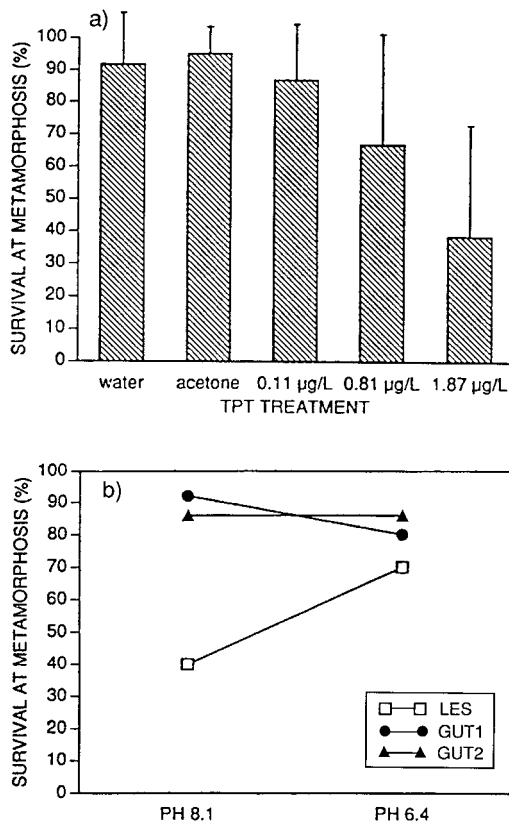 a)
SURVIVAL AT METAMORPHOSIS (%)
100
90
80
70
60
50
40
30
20
10
0
water acetone 0.11 µg/L 0.81 µg/L 1.87 µg/L
TPT TREATMENT
b)
SURVIVAL AT METAMORPHOSIS (%)
100
90
80
70
60
50
40
30
20
10
0
LES
GUT1
GUT2
PH 8.1 PH 6.4